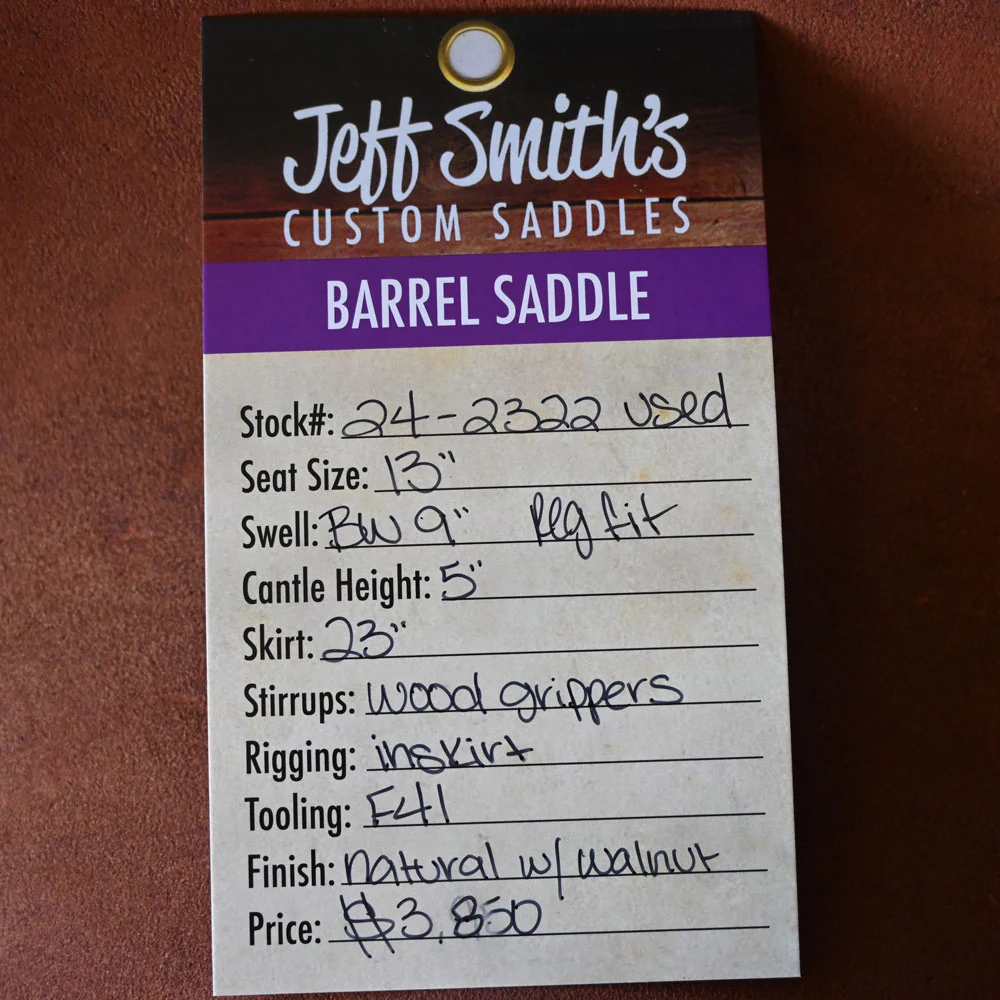 Jeff Smith's
CUSTOM SADDLES
BARREL SADDLE
Stock#: 24-2322 used
Seat Size: 13"
Swell: BW 9" Reg fit
Cantle Height: 5"
Skirt: 23"
Stirrups: wood grippers
Rigging: inskirt
Tooling: F41
Finish: natural w/ walnut
Price: $3,850